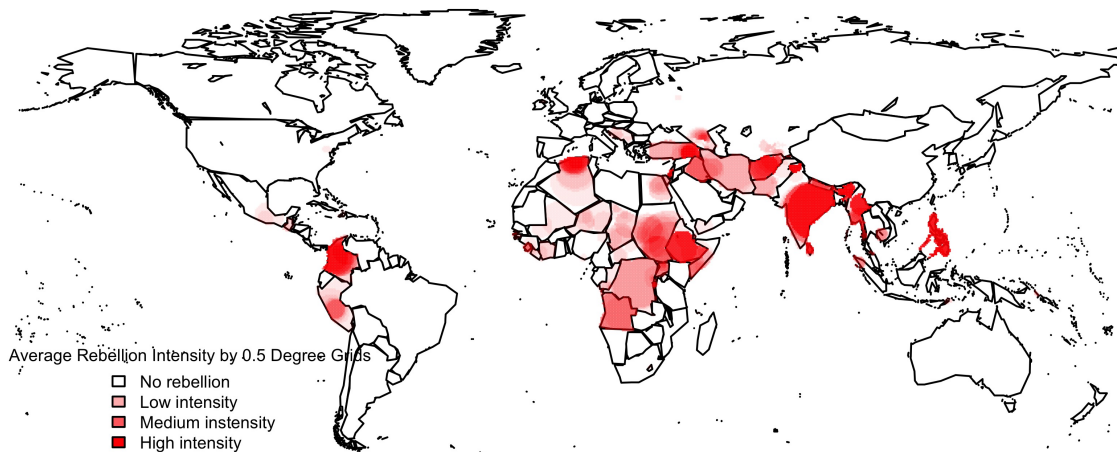 Average Rebellion Intensity by 0.5 Degree Grids
No rebellion
Low intensity
Medium instensity
High intensity